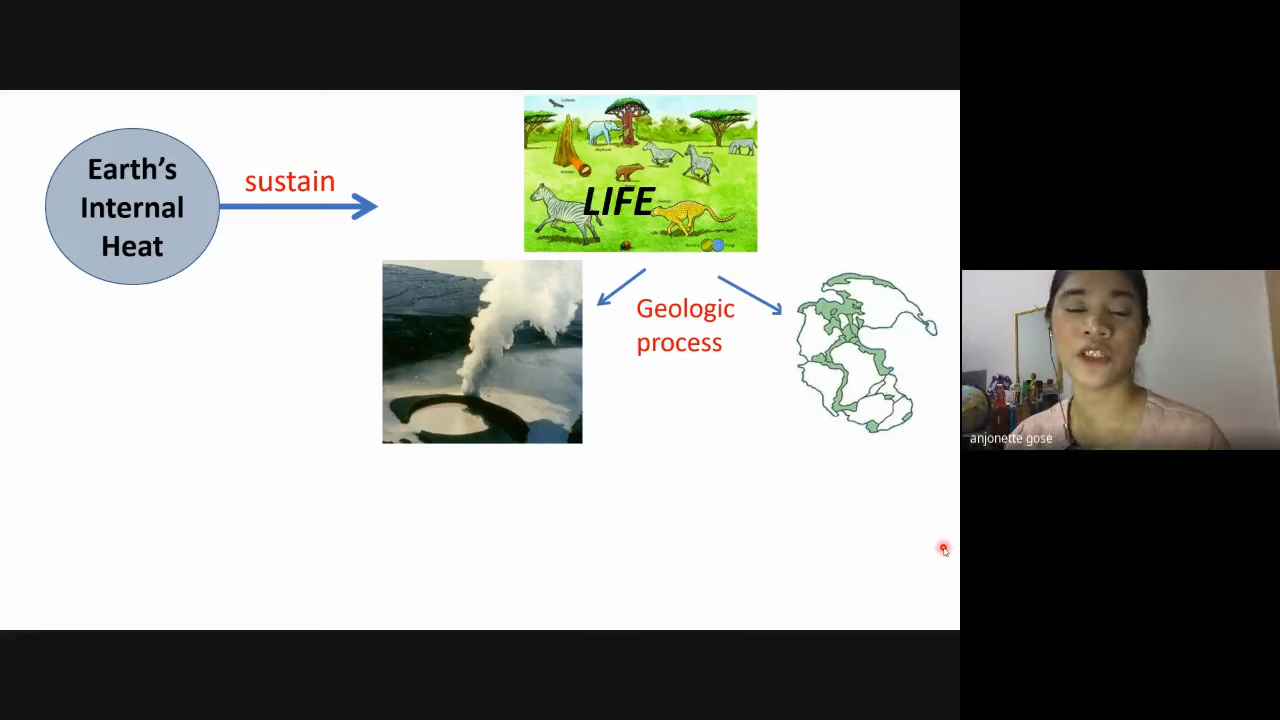 Earth's
Internal
Heat
sustain
LIFE
Geologic
process
anjonette gose